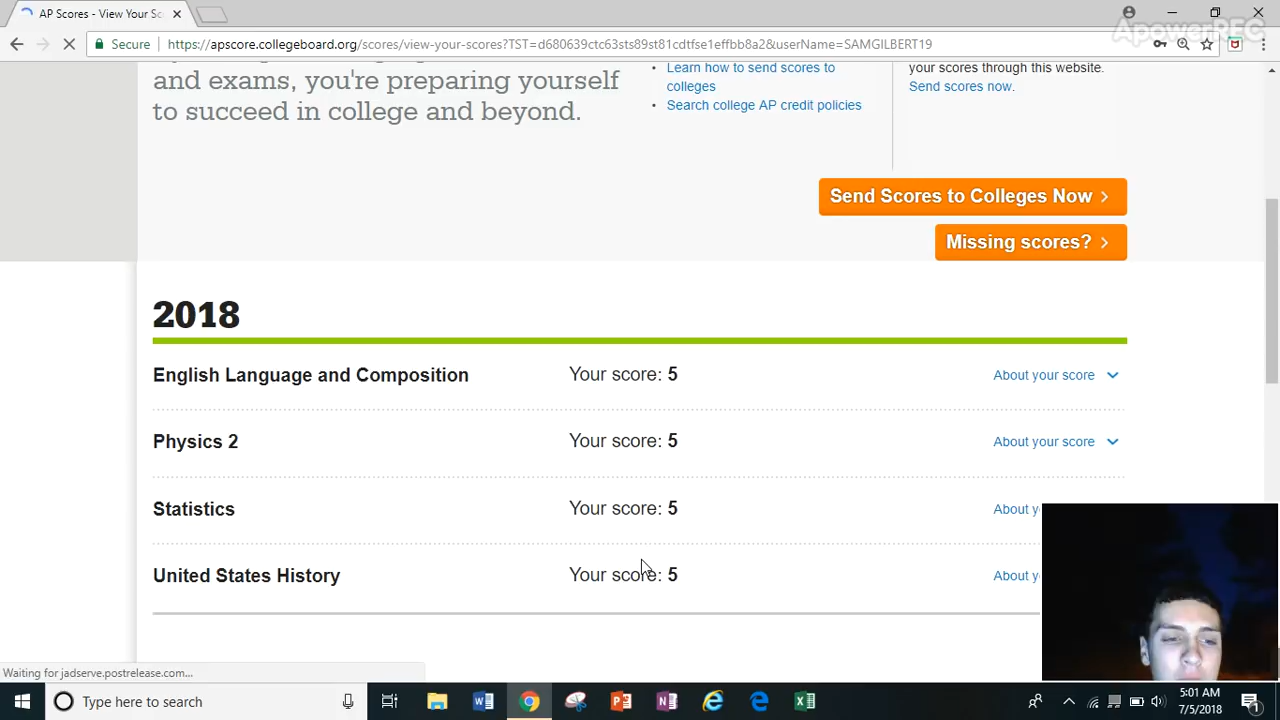 AP Scores - View Your Sc
ApowerREC
Secure
https://apscore.collegeboard.org/scores/view-your-scores?TST=d680639ctc63sts89st81cdtfse1effbb8a2&userName=SAMGILBERT19
and exams, you're preparing yourself
to succeed in college and beyond.
Learn how to send scores to
colleges
Search college AP credit policies
your scores through this website.
Send scores now.
Send Scores to Colleges Now
Missing scores?
2018
English Language and Composition Your score: 5 About your score
Physics 2 Your score: 5 About your score
Statistics Your score: 5 About yo
United States History Your score: 5 About yo
Waiting for jadserve.postrelease.com...
Type here to search
5:01 AM
7/5/2018